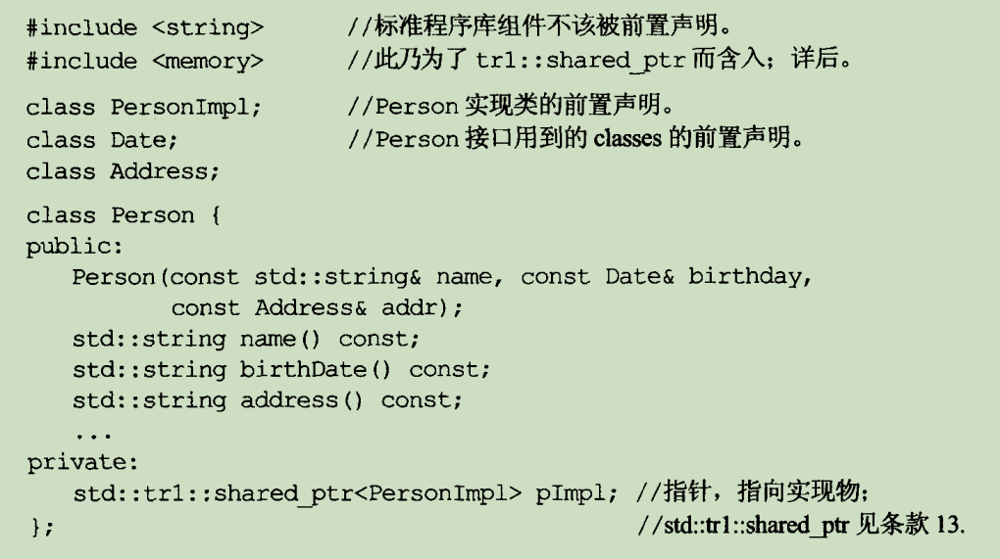 #include <string> //标准程序库组件不该被前置声明。
#include <memory> //此乃为了 tr1::shared_ptr 而含入；详后。
class PersonImpl; //Person 实现类的前置声明。
class Date; //Person 接口用到的 classes 的前置声明。
class Address;
class Person {
public:
Person(const std::string& name, const Date& birthday,
const Address& addr);
std::string name() const;
std::string birthDate() const;
std::string address() const;
...
private:
std::tr1::shared_ptr<PersonImpl> pImpl; //指针，指向实现物；
}; //std::tr1::shared_ptr 见条款 13.